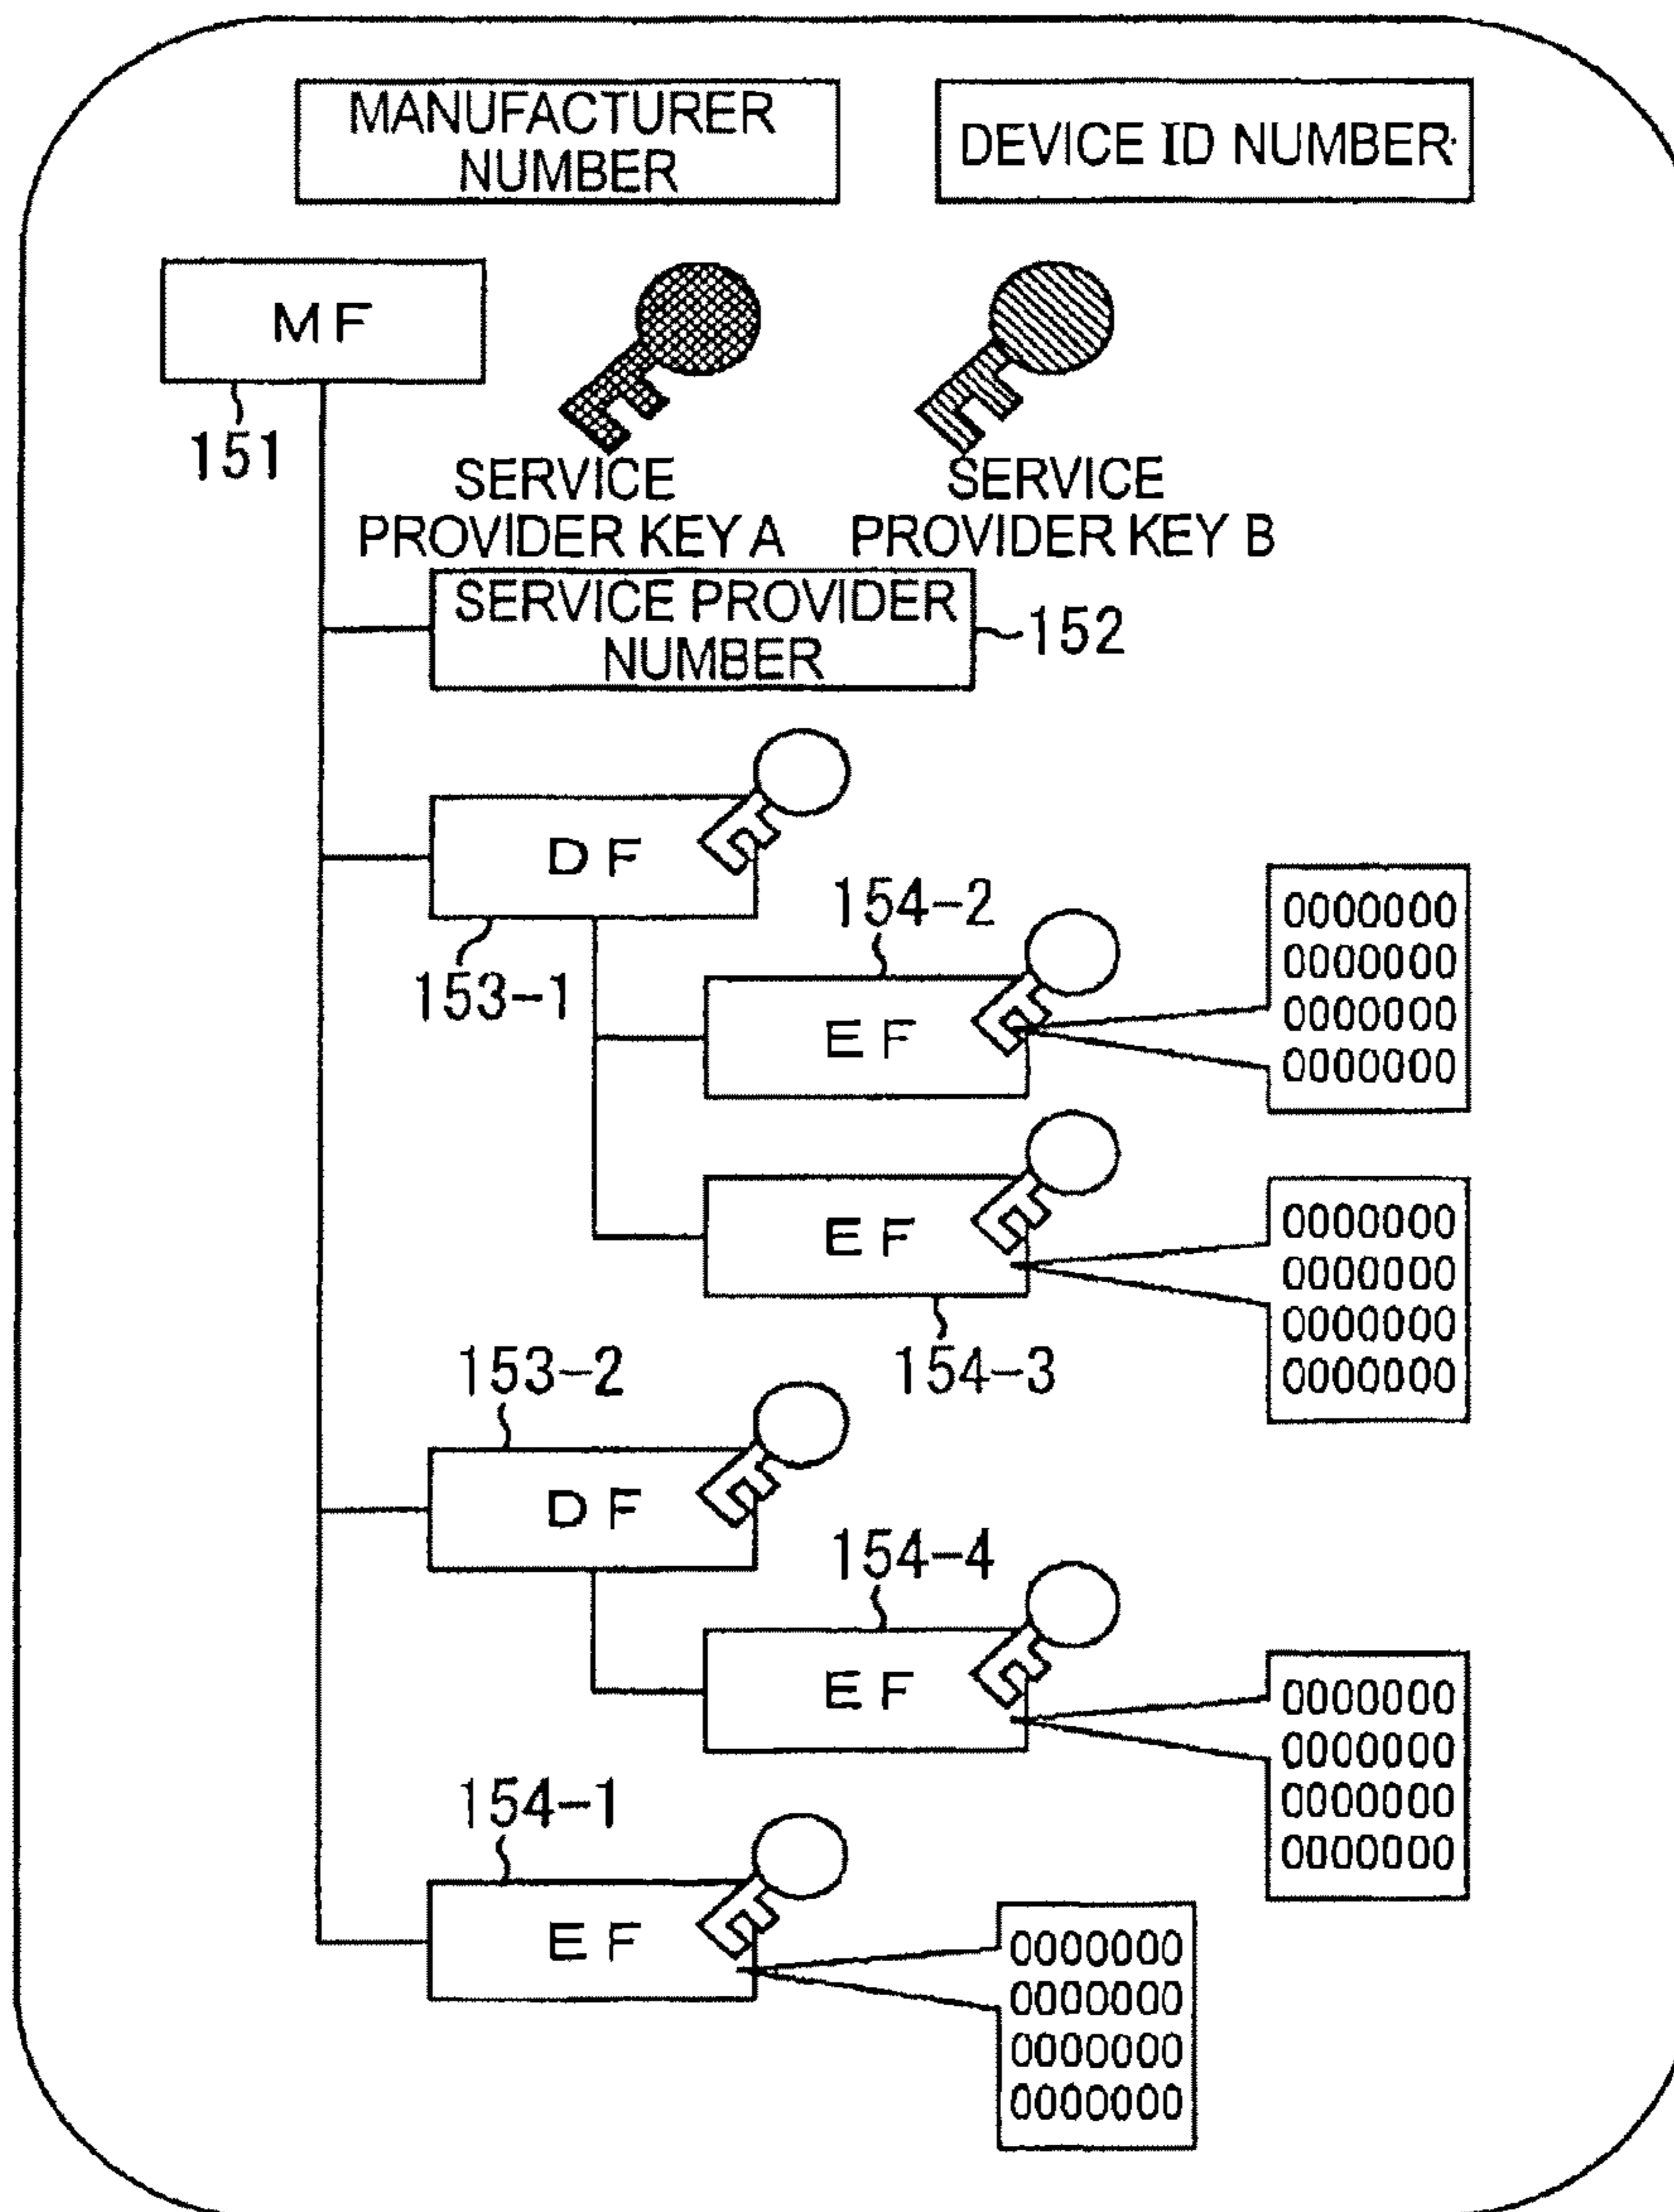 MANUFACTURER
NUMBER
DEVICE ID NUMBER
MF
151
SERVICE
PROVIDER KEY A
SERVICE
PROVIDER KEY B
SERVICE PROVIDER
NUMBER
152
DF
153-1
154-2
EF
0000000
0000000
0000000
0000000
EF
154-3
0000000
0000000
0000000
0000000
153-2
DF
154-4
EF
0000000
0000000
0000000
0000000
154-1
EF
0000000
0000000
0000000
0000000